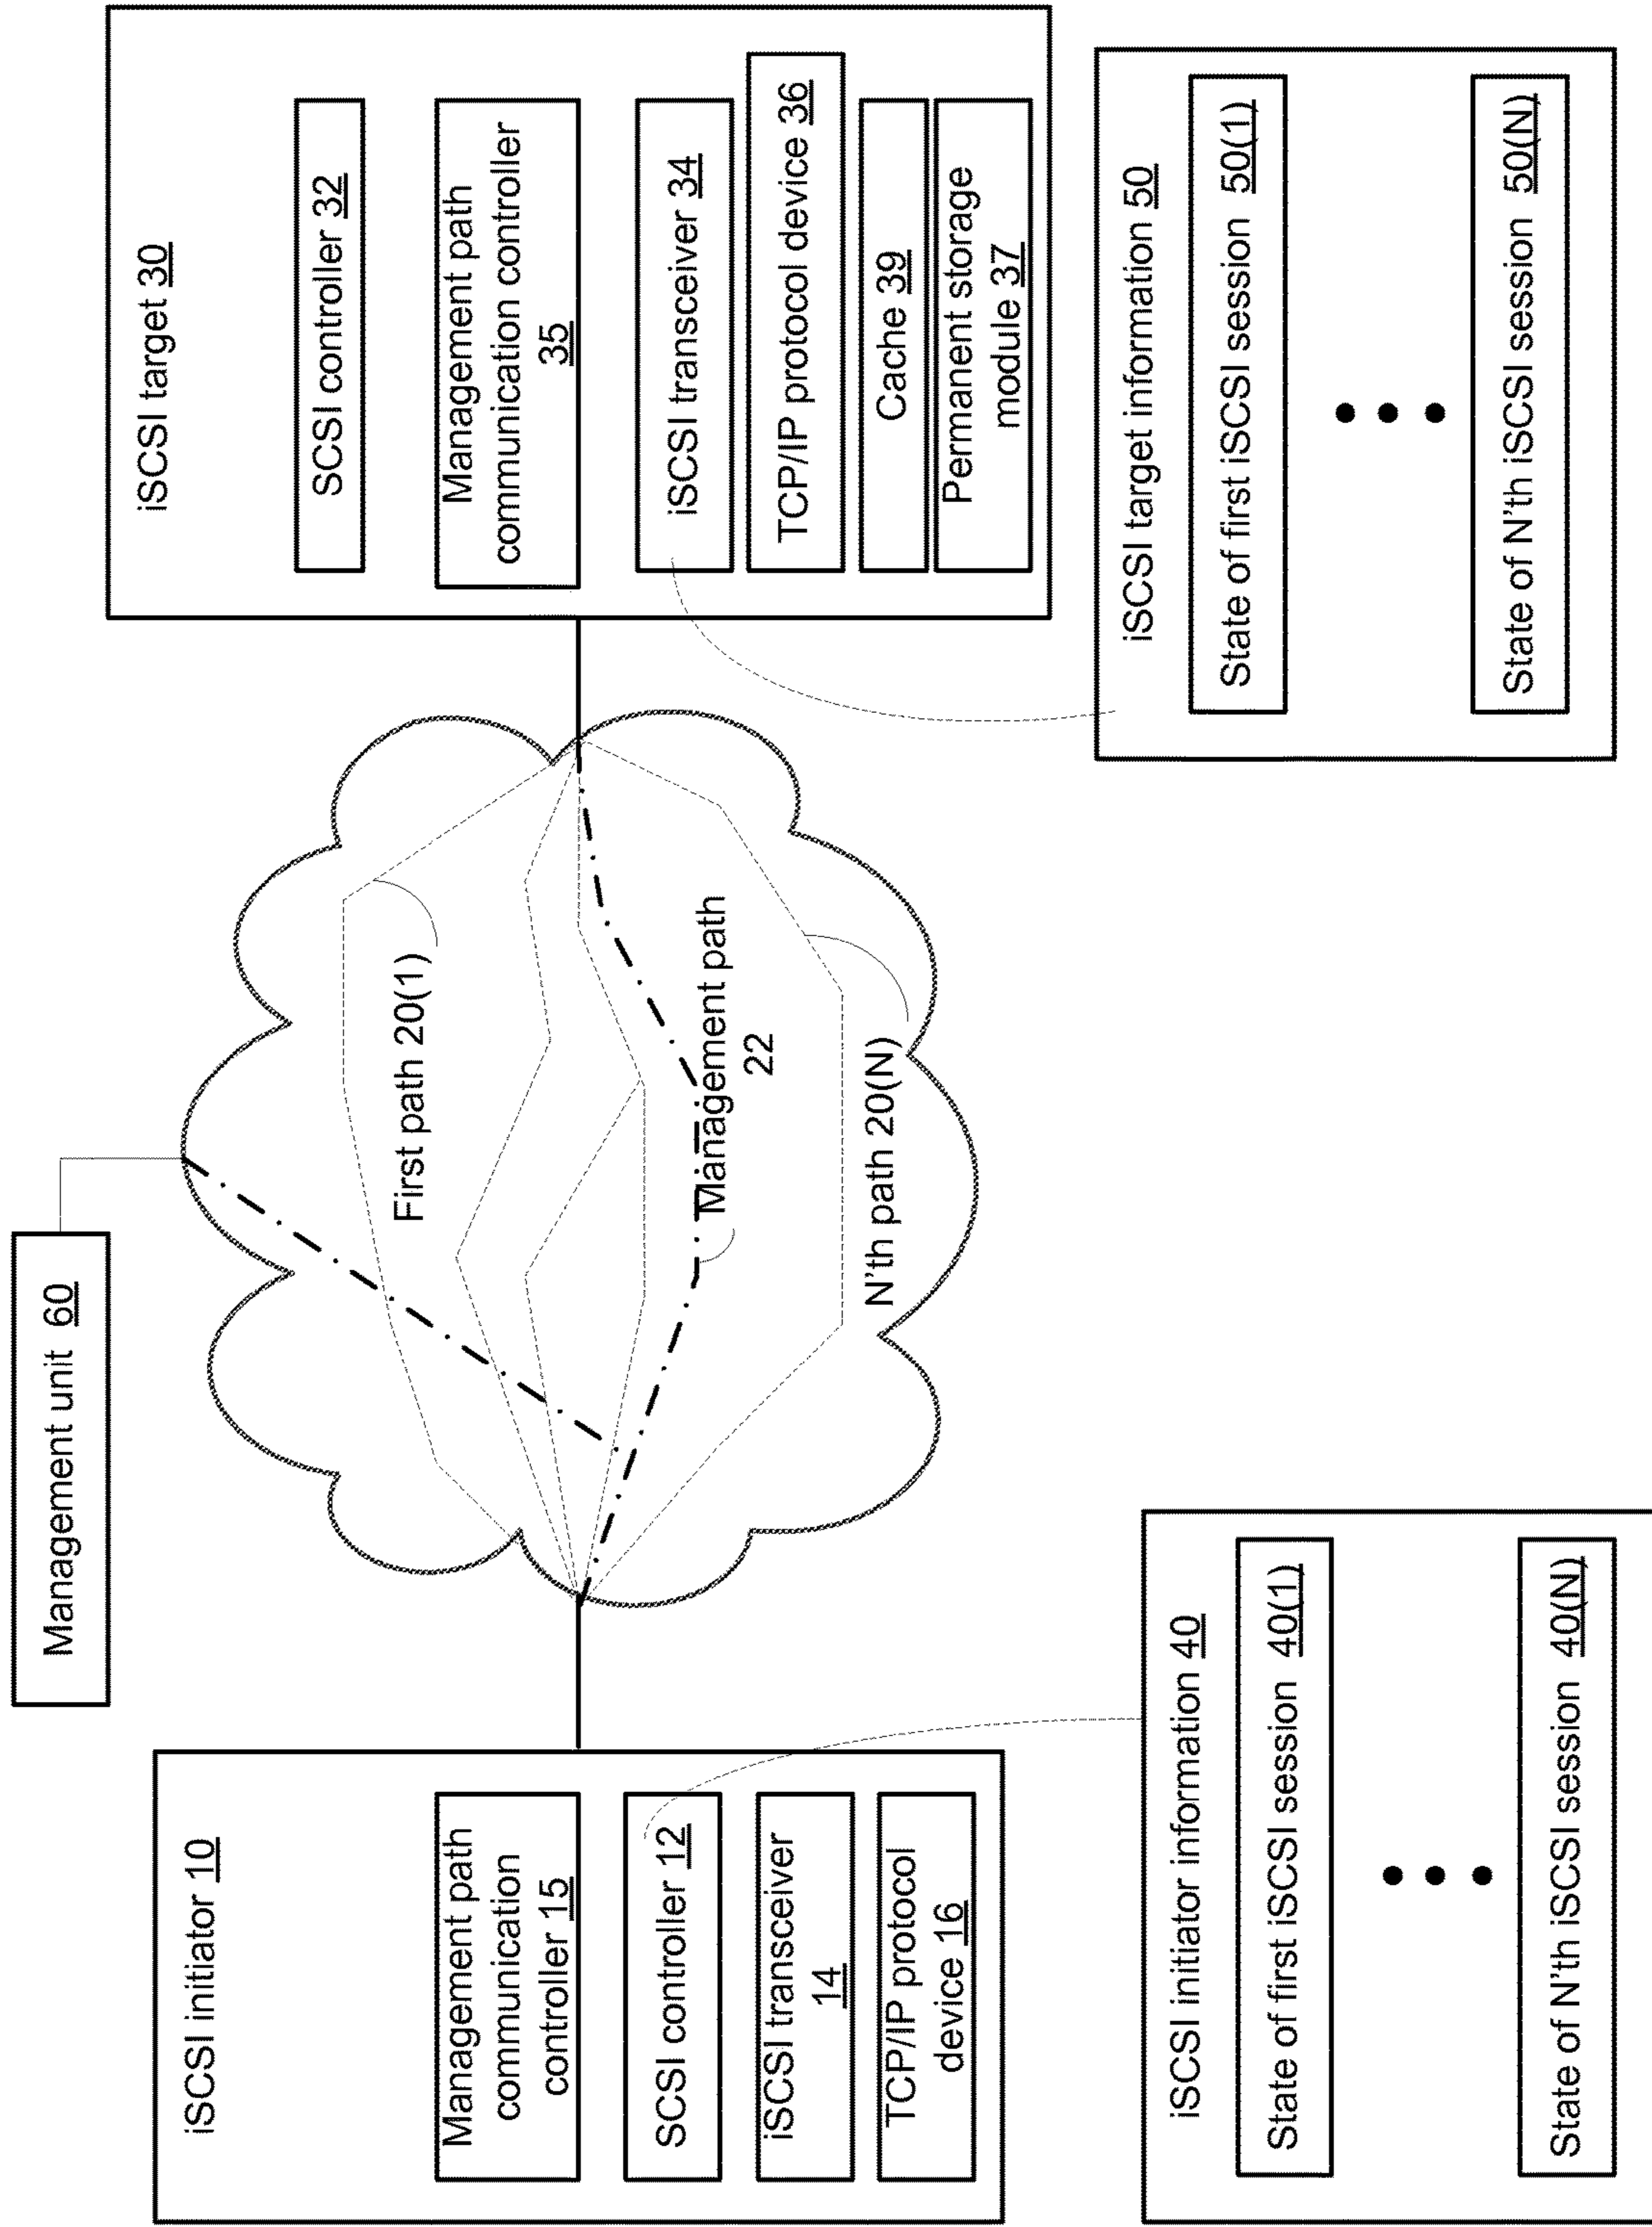 Management unit 60
iSCSI initiator 10
Management path
communication
controller 15
SCSI controller 12
iSCSI transceiver
14
TCP/IP protocol
device 16
First path 20(1)
Management path
22
N'th path 20(N)
iSCSI target 30
SCSI controller 32
Management path
communication controller
35
iSCSI transceiver 34
TCP/IP protocol device 36
Cache 39
Permanent storage
module 37
iSCSI initiator information 40
State of first iSCSI session 40(1)
State of N'th iSCSI session 40(N)
iSCSI target information 50
State of first iSCSI session 50(1)
State of N'th iSCSI session 50(N)